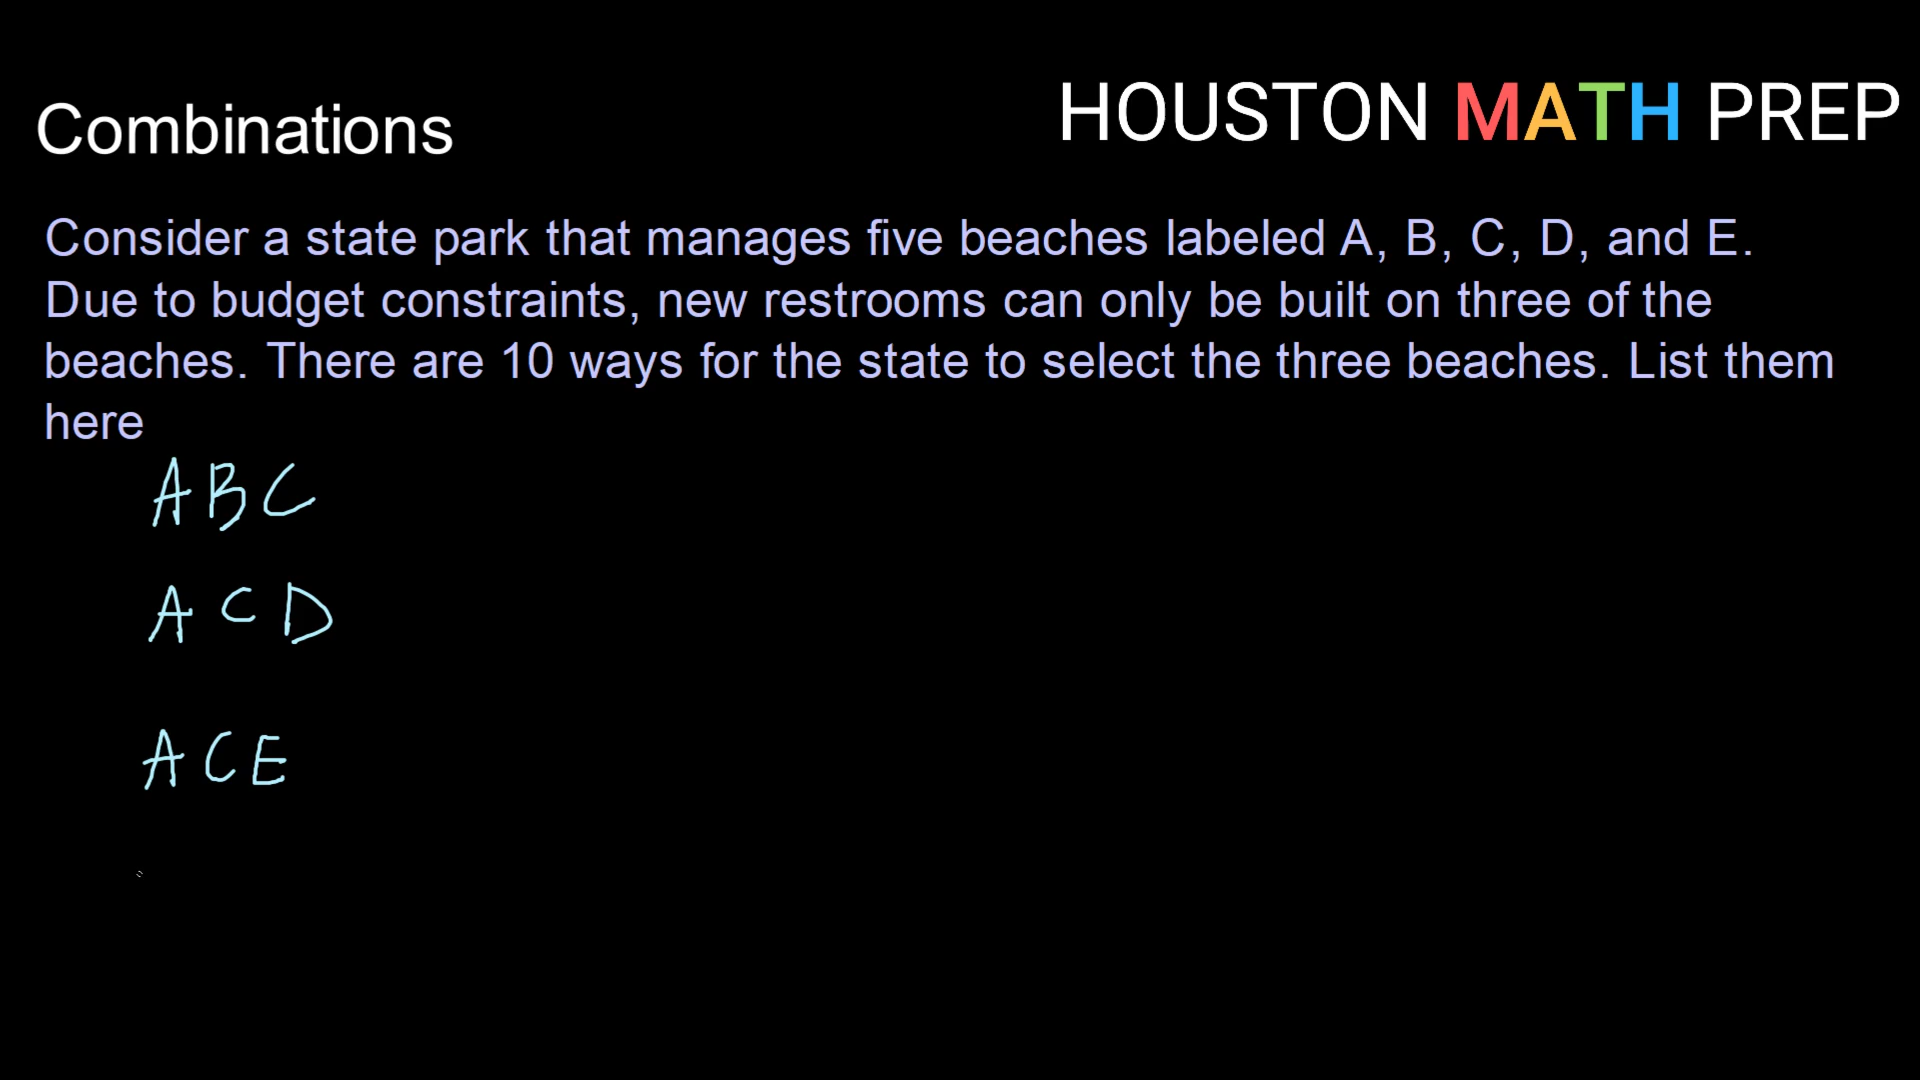 HOUSTON MATH PREP
Combinations
Consider a state park that manages five beaches labeled A, B, C, D, and E.
Due to budget constraints, new restrooms can only be built on three of the
beaches. There are 10 ways for the state to select the three beaches. List them
here
ABC
ACD
ACE